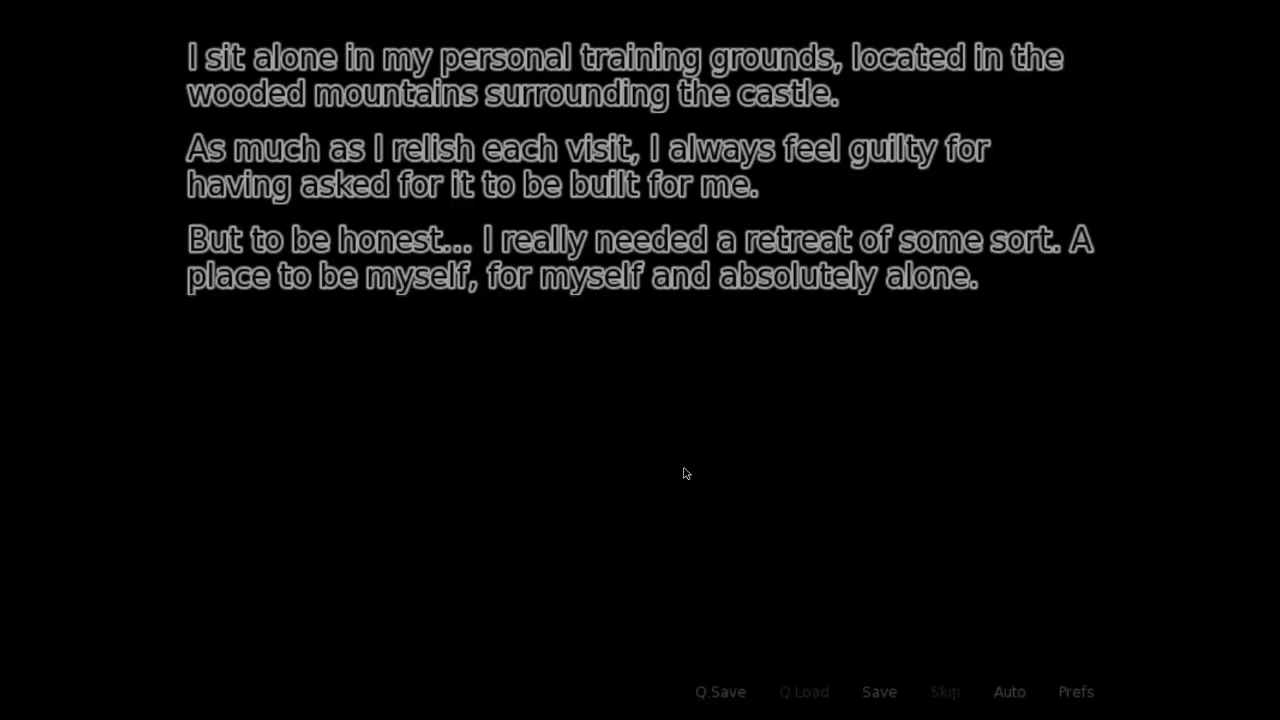 I sit alone in my personal training grounds, located in the
wooded mountains surrounding the castle.
As much as I relish each visit, I always feel guilty for
having asked for it to be built for me.
But to be honest... I really needed a retreat of some sort. A
place to be myself, for myself and absolutely alone.
Q.Save Q.Load Save Skip Auto Prefs